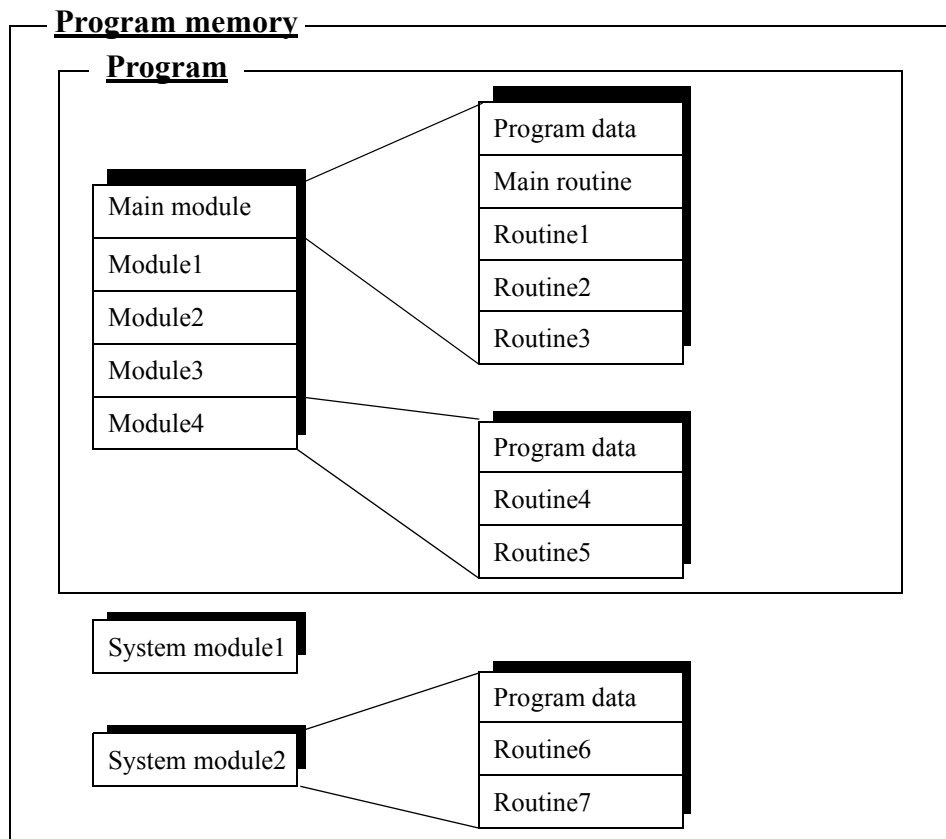 Program memory
Program
Main module
Module1
Module2
Module3
Module4
Program data
Main routine
Routine1
Routine2
Routine3
Program data
Routine4
Routine5
System module1
System module2
Program data
Routine6
Routine7